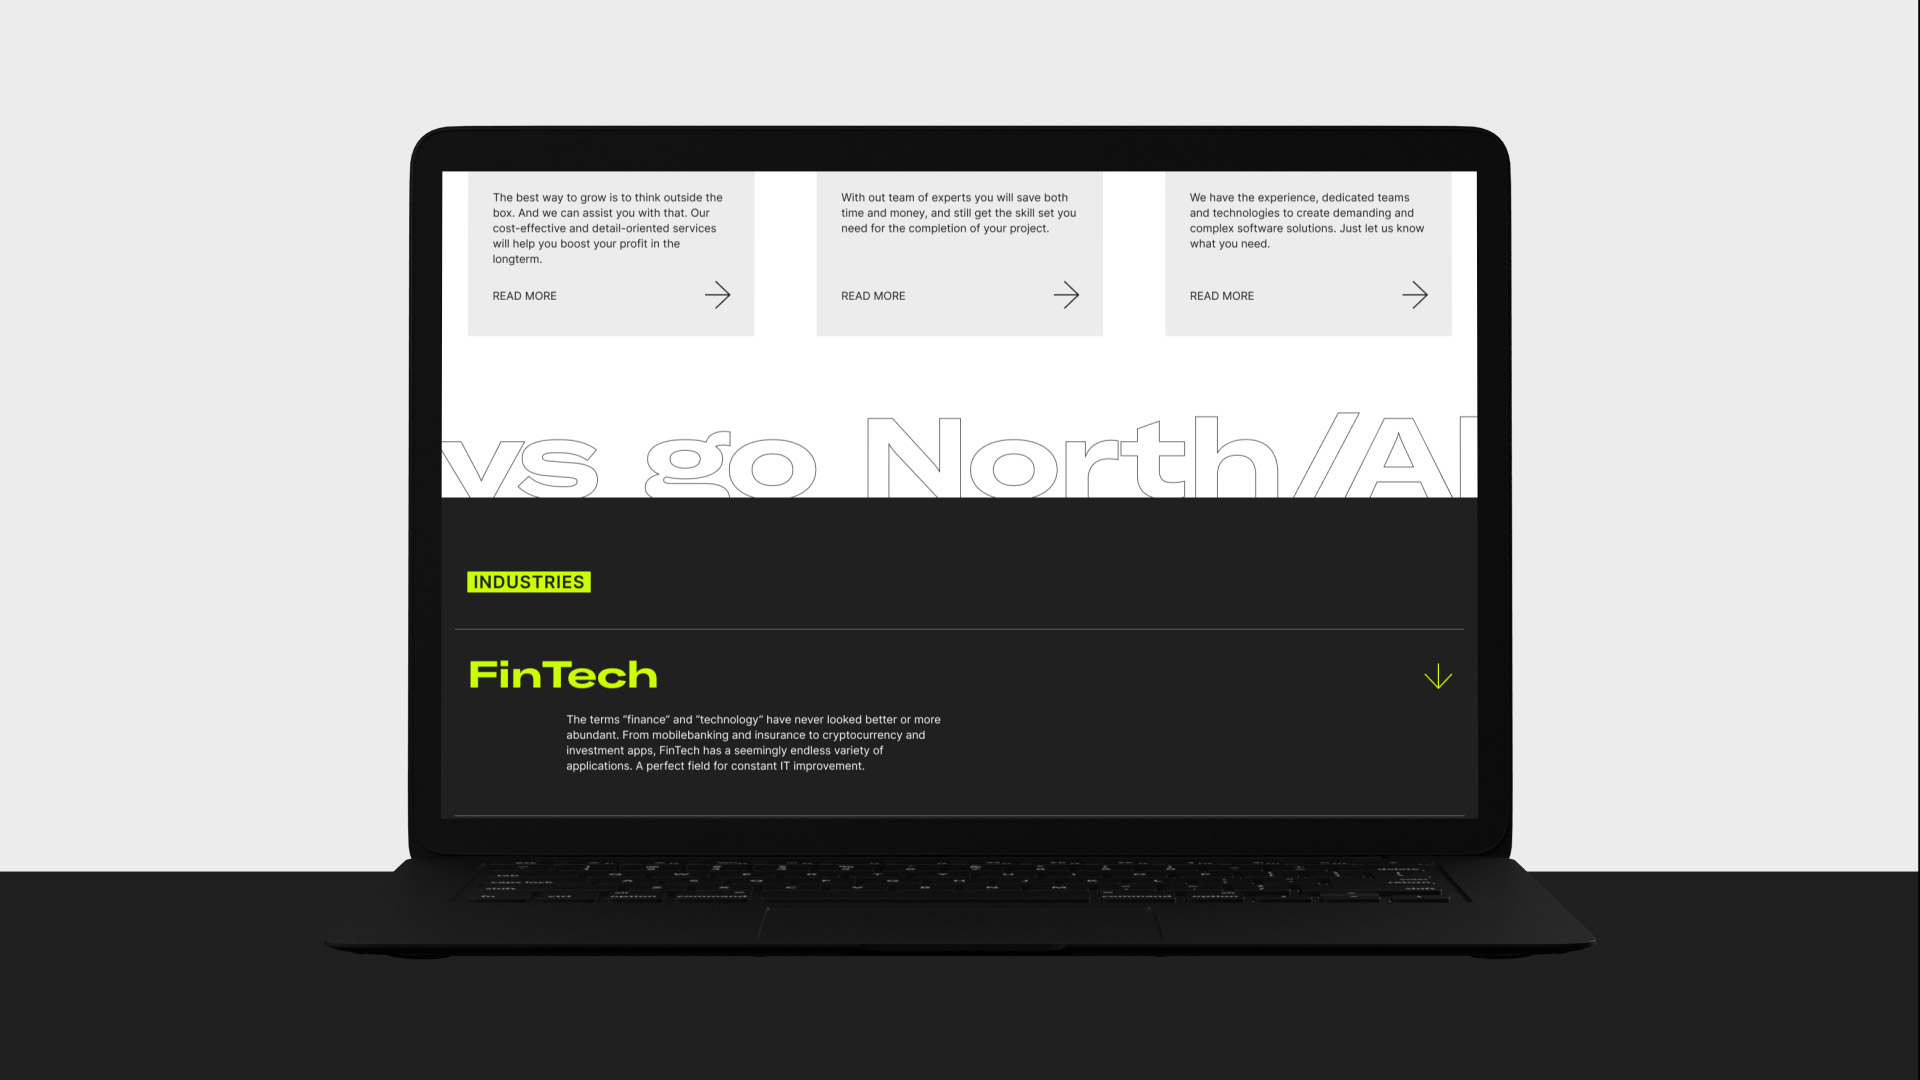 The best way to grow is to think outside the
box. And we can assist you with that. Our
cost-effective and detail-oriented services
will help you boost your profit in the
longterm.
READ MORE
With out team of experts you will save both
time and money, and still get the skill set you
need for the completion of your project.
READ MORE
We have the experience, dedicated teams
and technologies to create demanding and
complex software solutions. Just let us know
what you need.
READ MORE
go North/
INDUSTRIES
FinTech
The terms “finance” and “technology” have never looked better or more
abundant. From mobilebanking and insurance to cryptocurrency and
investment apps, FinTech has a seemingly endless variety of
applications. A perfect field for constant IT improvement.